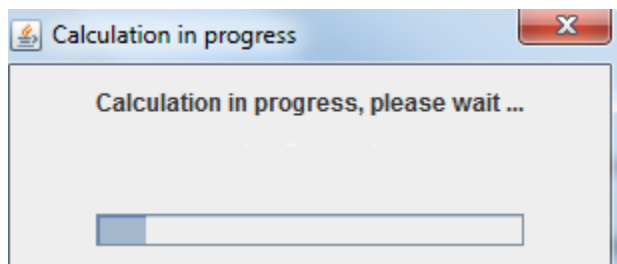 Calculation in progress
Calculation in progress, please wait ...